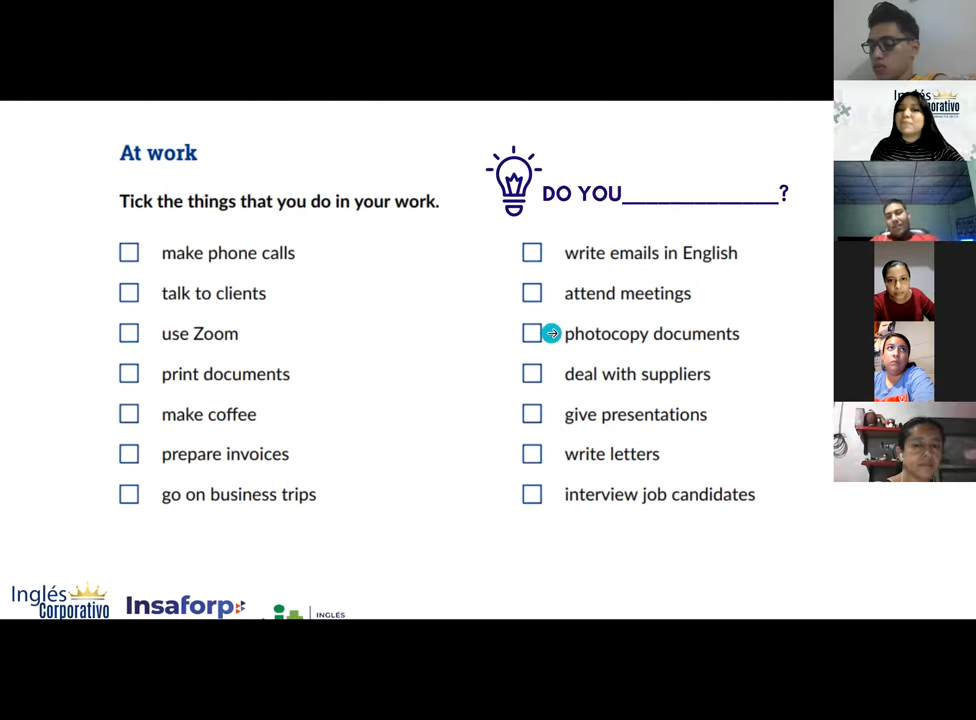 At work
Tick the things that you do in your work.
DO YOU______________?
make phone calls
talk to clients
use Zoom
print documents
make coffee
prepare invoices
go on business trips
write emails in English
attend meetings
photocopy documents
deal with suppliers
give presentations
write letters
interview job candidates
Inglés
Corporativo
Insaforp
INGLÉS
Inglés
Corporativo